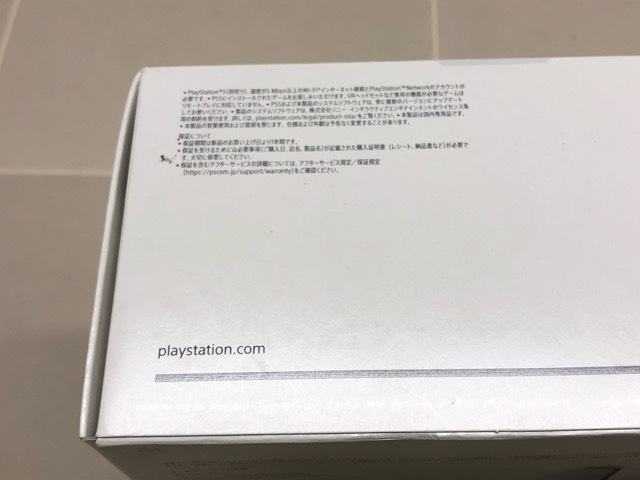 • PlayStation®5(別売り)、速度が5 Mbps以上のWi-Fi®インターネット接続とPlayStation™Networkのアカウントが
必要です。• PS5にインストールされたゲームをお楽しみいただけます。VRヘッドセットなど専用の機器が必要なゲームは
リモートプレイに対応していません。• PS5および本製品のシステムソフトウェアは、常に最新のバージョンにアップデート
してお使いください。• 製品のシステムソフトウェアは、株式会社ソニー・インタラクティブエンタテインメントのライセンス条
項の制約を受けます。詳しくは、playstation.com/legal/product-ssla/をご覧ください。• 本製品は国内専用品です。
• 本製品の営業使用および賃貸を禁じます。仕様および外観は予告なく変更することがあります。
保証について
• 保証期間は新品のお買い上げ日より1年間です。
• 保証を受けるためには必要事項(ご購入日、店名、製品名)が記載された購入証明書(レシート、納品書など)が必要で
す。大切に保管してください。
• 保証を含むアフターサービスの詳細については、アフターサービス規定/保証規定
(https://pscom.jp/support/warranty)をご確認ください。
playstation.com